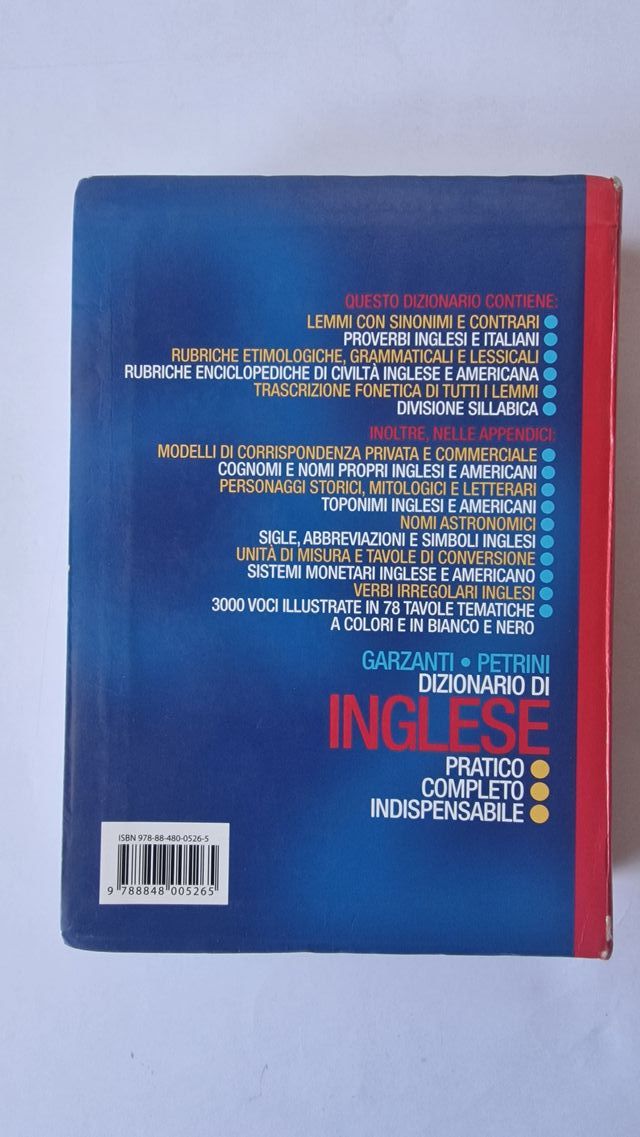 QUESTO DIZIONARIO CONTIENE:
LEMMI CON SINONIMI E CONTRARI
PROVERBI INGLESI E ITALIANI
RUBRICHE ETIMOLOGICHE, GRAMMATICALI E LESSICALI
RUBRICHE ENCICLOPEDICHE DI CIVILTÀ INGLESE E AMERICANA
TRASCRIZIONE FONETICA DI TUTTI I LEMMI
DIVISIONE SILLABICA
INOLTRE, NELLE APPENDICI:
MODELLI DI CORRISPONDENZA PRIVATA E COMMERCIALE
COGNOMI E NOMI PROPRI INGLESI E AMERICANI
PERSONAGGI STORICI, MITOLOGICI E LETTERARI
TOPONIMI INGLESI E AMERICANI
NOMI ASTRONOMICI
SIGLE, ABBREVIAZIONI E SIMBOLI INGLESI
UNITÀ DI MISURA E TAVOLE DI CONVERSIONE
SISTEMI MONETARI INGLESE E AMERICANO
VERBI IRREGOLARI INGLESI
3000 VOCI ILLUSTRATE IN 78 TAVOLE TEMATICHE
A COLORI E IN BIANCO E NERO
GARZANTI • PETRINI
DIZIONARIO DI
INGLESE
PRATICO
COMPLETO
INDISPENSABILE
ISBN 978-88-480-0526-5
9 788848 005265